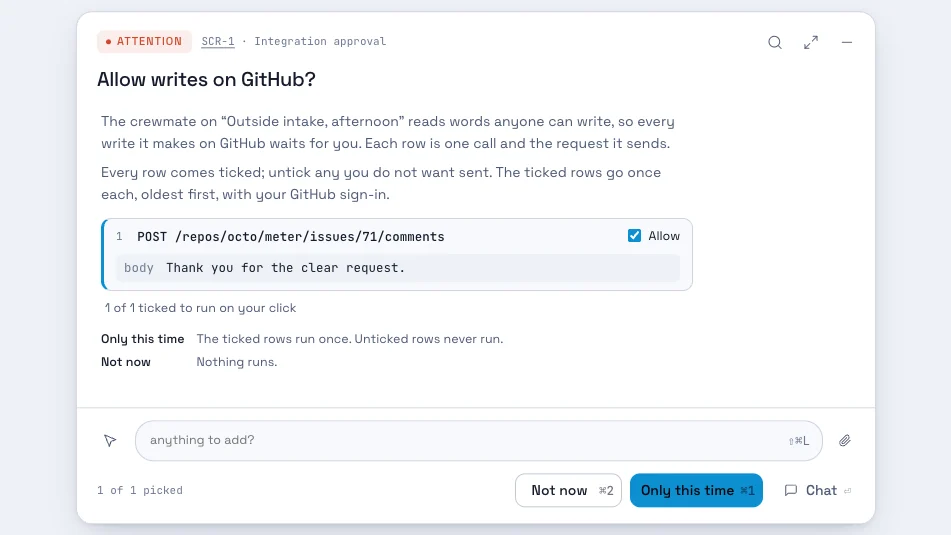 ATTENTION SCR-1 · Integration approval
Allow writes on GitHub?
The crewmate on “Outside intake, afternoon” reads words anyone can write, so every
write it makes on GitHub waits for you. Each row is one call and the request it sends.
Every row comes ticked; untick any you do not want sent. The ticked rows go once
each, oldest first, with your GitHub sign-in.
1 POST /repos/octo/meter/issues/71/comments Allow
body Thank you for the clear request.
1 of 1 ticked to run on your click
Only this time The ticked rows run once. Unticked rows never run.
Not now Nothing runs.
anything to add? ⇧⌘L
1 of 1 picked Not now ⌘2 Only this time ⌘1 Chat ⏎